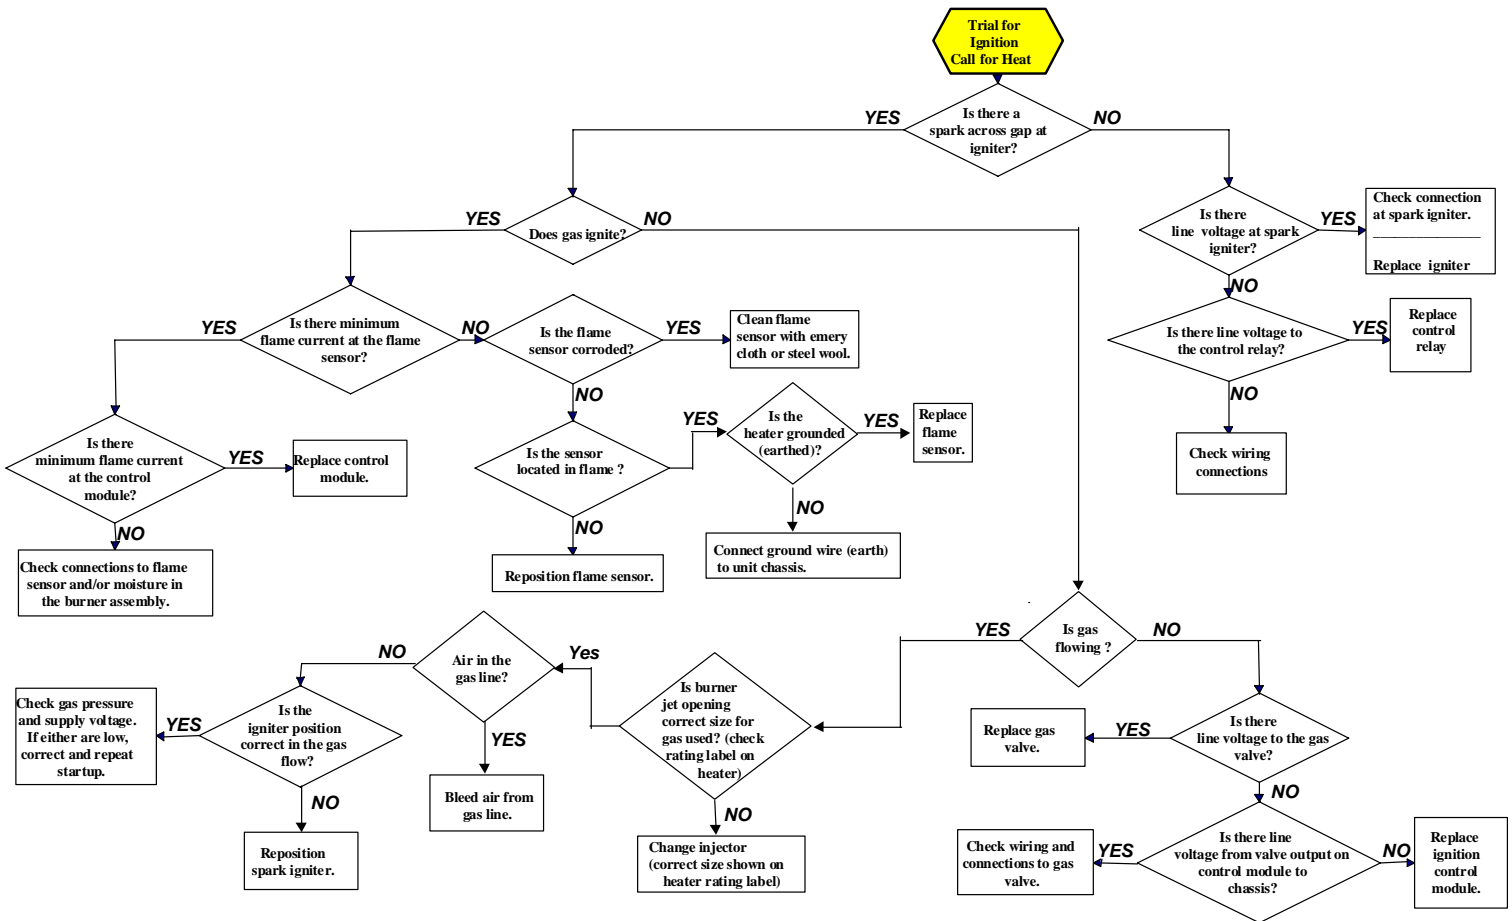 Trial for
Ignition
Call for Heat
YES
Is there a
spark across gap at
igniter?
NO
YES
Does gas ignite?
NO
Is there
line voltage at spark
igniter?
YES
Check connection
at spark igniter.
Replace igniter
NO
YES
Is there minimum
flame current at the flame
sensor?
NO
Is the flame
sensor corroded?
YES
Clean flame
sensor with emery
cloth or steel wool.
Is there line voltage to
the control relay?
YES
Replace
control
relay
NO
NO
Check wiring
connections
Is there
minimum flame current
at the control
module?
YES
Replace control
module.
NO
Check connections to flame
sensor and/or moisture in
the burner assembly.
Is the sensor
located in flame ?
YES
Is the
heater grounded
(earthed)?
YES
Replace
flame
sensor.
NO
Reposition flame sensor.
NO
Connect ground wire (earth)
to unit chassis.
YES
Is gas
flowing ?
NO
NO
Air in the
gas line?
Yes
Is burner
jet opening
correct size for
gas used? (check
rating label on
heater)
Check gas pressure
and supply voltage.
If either are low,
correct and repeat
startup.
YES
Is the
igniter position
correct in the gas
flow?
YES
Bleed air from
gas line.
NO
Reposition
spark igniter.
NO
Change injector
(correct size shown on
heater rating label)
Replace gas
valve.
YES
Is there
line voltage to the gas
valve?
NO
Check wiring and
connections to gas
valve.
YES
Is there line
voltage from valve output on
control module to
chassis?
NO
Replace
ignition
control
module.